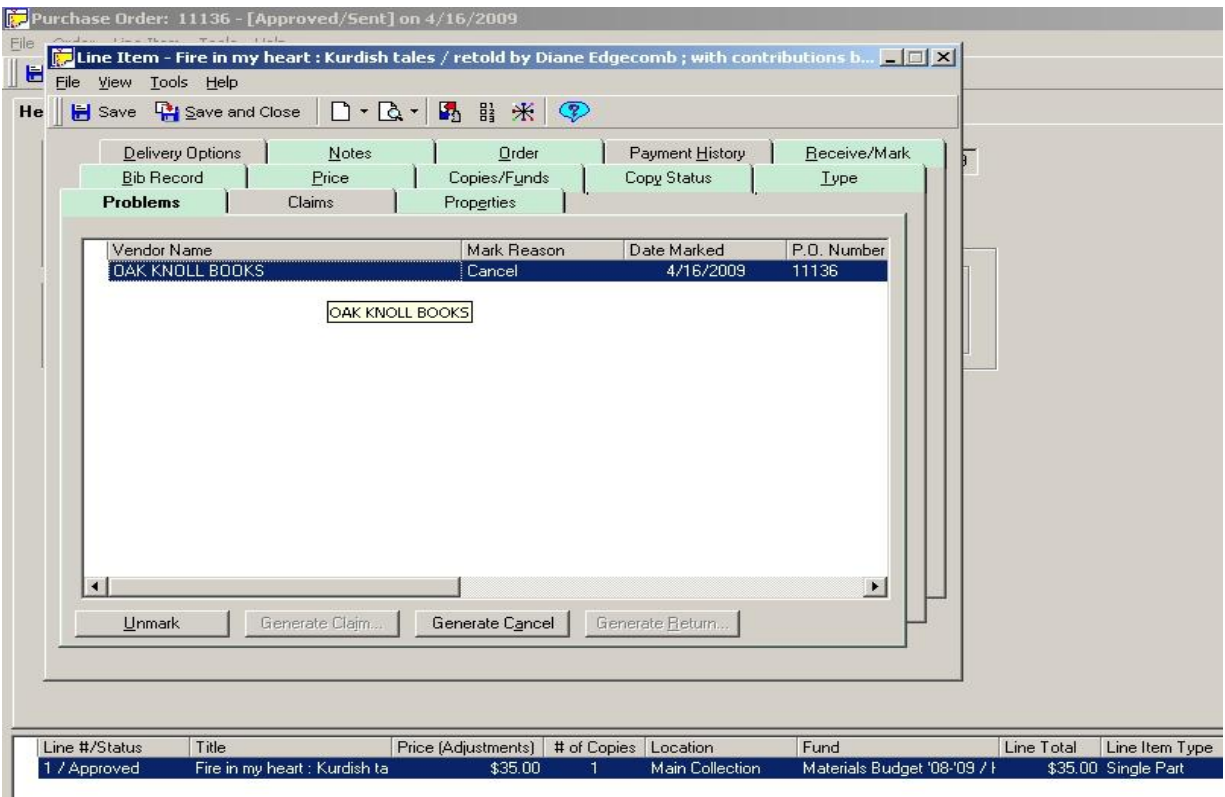 Purchase Order: 11136 - [Approved/Sent] on 4/16/2009
File
Line Item - Fire in my heart : Kurdish tales / retold by Diane Edgecomb ; with contributions b...
File View Tools Help
He
Save Save and Close
Delivery Options Notes Order Payment History Receive/Mark
Bib Record Price Copies/Funds Copy Status Type
Problems Claims Properties
Vendor Name Mark Reason Date Marked P.O. Number
OAK KNOLL BOOKS Cancel 4/16/2009 11136
OAK KNOLL BOOKS
Unmark Generate Claim... Generate Cancel Generate Return...
Line #/Status Title Price (Adjustments) # of Copies Location Fund Line Total Line Item Type
1 / Approved Fire in my heart : Kurdish ta $35.00 1 Main Collection Materials Budget '08-'09 / $35.00 Single Part